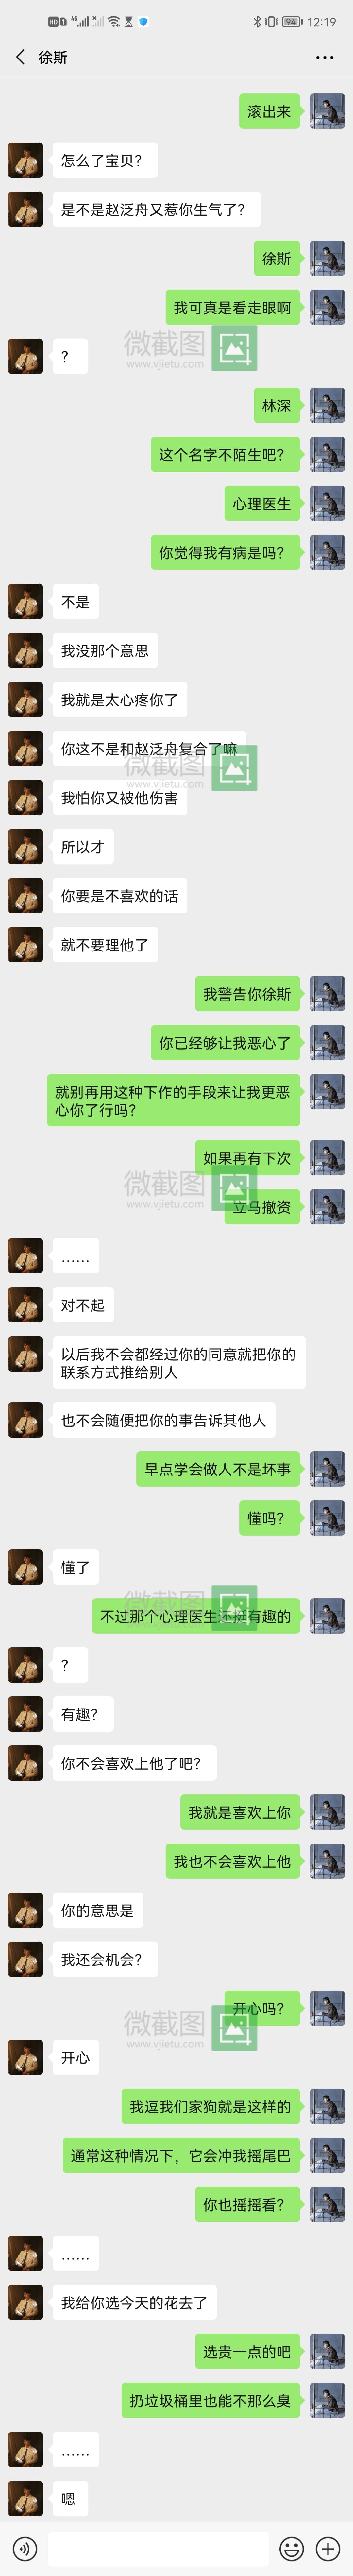 HD 1 4G
94 12:19
徐斯
滚出来
怎么了宝贝？
是不是赵泛舟又惹你生气了？
徐斯
我可真是看走眼啊
微截图
www.vjietu.com
？
林深
这个名字不陌生吧？
心理医生
你觉得我有病是吗？
不是
我没那个意思
我就是太心疼你了
你这不是和赵泛舟复合了嘛
微截图
www.vjietu.com
我怕你又被他伤害
所以才
你要是不喜欢的话
就不要理他了
我警告你徐斯
你已经够让我恶心了
就别再用这种下作的手段来让我更恶
心你了行吗？
如果再有下次
微截图
www.vjietu.com
立马撤资
……
对不起
以后我不会都经过你的同意就把你的
联系方式推给别人
也不会随便把你的事告诉其他人
早点学会做人不是坏事
懂吗？
懂了
微截图
www.vjietu.com
不过那个心理医生 有趣的
？
有趣？
你不会喜欢上他了吧？
我就是喜欢上你
我也不会喜欢上他
你的意思是
我还会机会？
开心吗？
微截图
www.vjietu.com
开心
我逗我们家狗就是这样的
通常这种情况下，它会冲我摇尾巴
你也摇摇看？
……
我给你选今天的花去了
选贵一点的吧
扔垃圾桶里也能不那么臭
……
嗯